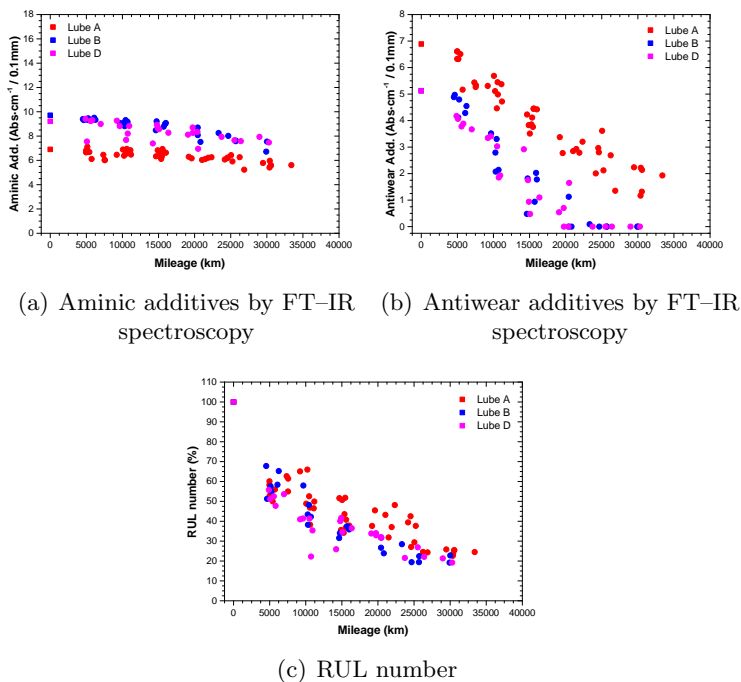 18
16
14
12
10
8
6
4
2
0
Aminic Add. (Abs·cm⁻¹ / 0.1mm)
Lube A
Lube B
Lube D
0 5000 10000 15000 20000 25000 30000 35000 40000
Mileage (km)
(a) Aminic additives by FT–IR
spectroscopy
8
7
6
5
4
3
2
1
0
Antiwear Add. (Abs·cm⁻¹ / 0.1mm)
Lube A
Lube B
Lube D
0 5000 10000 15000 20000 25000 30000 35000 40000
Mileage (km)
(b) Antiwear additives by FT–IR
spectroscopy
110
100
90
80
70
60
50
40
30
20
10
0
RUL number (%)
Lube A
Lube B
Lube D
0 5000 10000 15000 20000 25000 30000 35000 40000
Mileage (km)
(c) RUL number